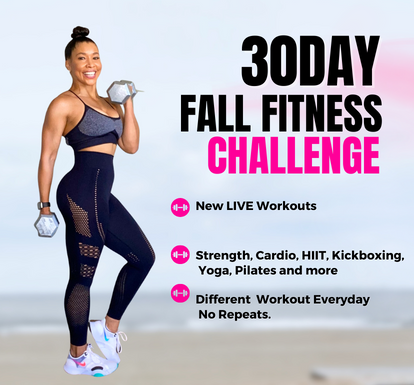 30DAY
FALL FITNESS
CHALLENGE
New LIVE Workouts
Strength, Cardio, HIIT, Kickboxing,
Yoga, Pilates and more
Different Workout Everyday
No Repeats.